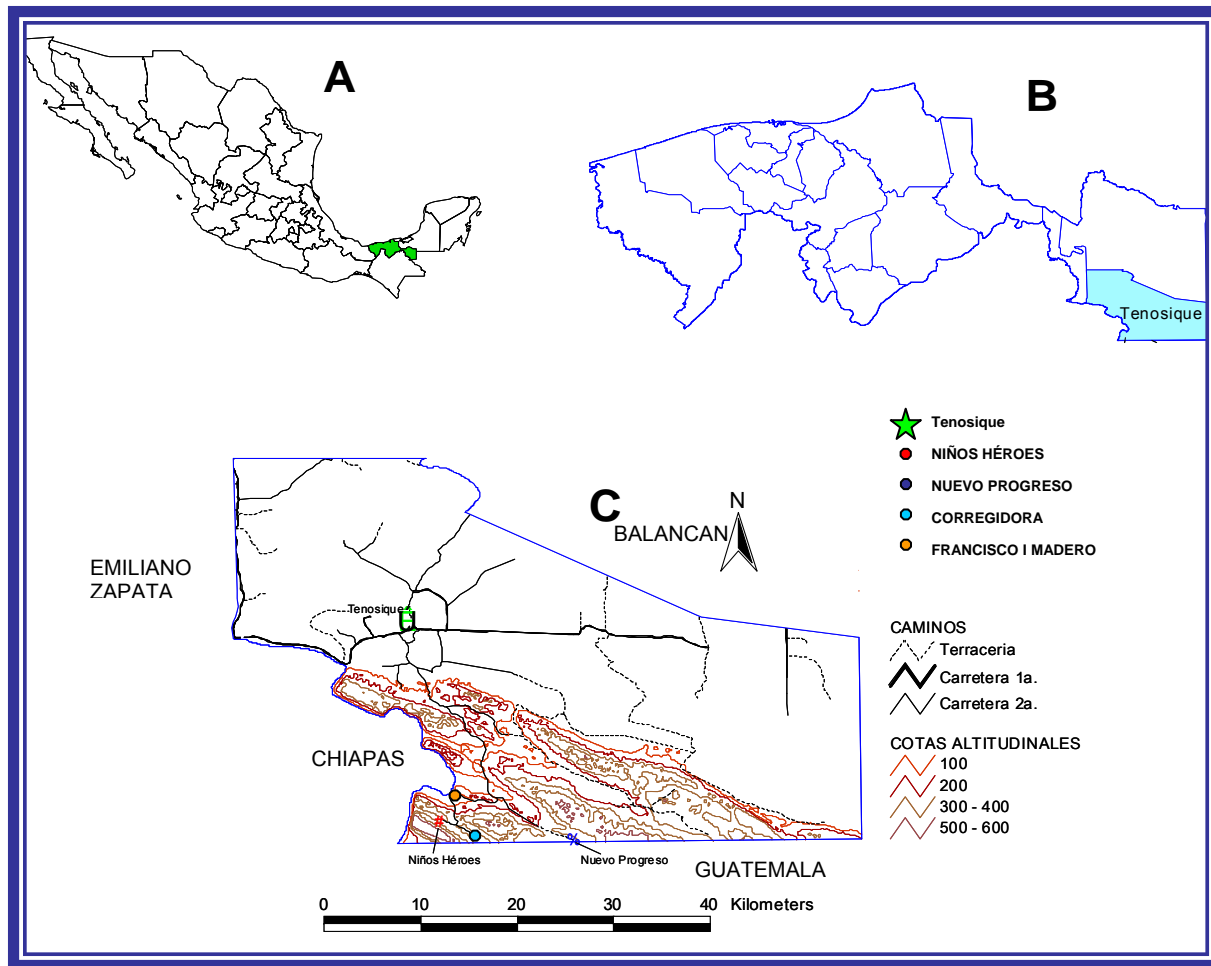 A
B
Tenosique
Tenosique
NIÑOS HÉROES
NUEVO PROGRESO
CORREGIDORA
FRANCISCO I MADERO
C
N
BALANCAN
EMILIANO
ZAPATA
Tenosique
CAMINOS
Terraceria
Carretera 1a.
Carretera 2a.
CHIAPAS
COTAS ALTITUDINALES
100
200
300 - 400
500 - 600
#
%
Niños Héroes
Nuevo Progreso
GUATEMALA
0 10 20 30 40 Kilometers